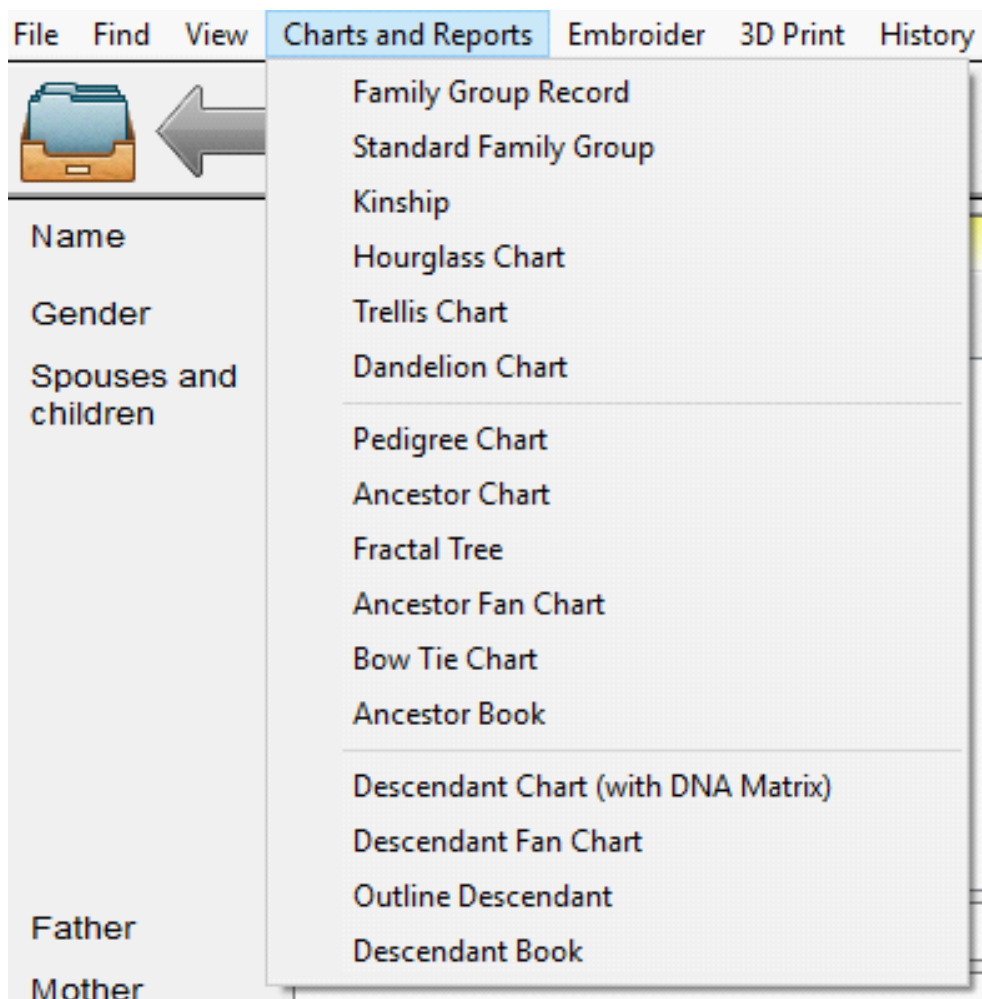 File Find View Charts and Reports Embroider 3D Print History
Family Group Record
Standard Family Group
Kinship
Hourglass Chart
Trellis Chart
Dandelion Chart
Pedigree Chart
Ancestor Chart
Fractal Tree
Ancestor Fan Chart
Bow Tie Chart
Ancestor Book
Descendant Chart (with DNA Matrix)
Descendant Fan Chart
Outline Descendant
Descendant Book
Name
Gender
Spouses and
children
Father
Mother